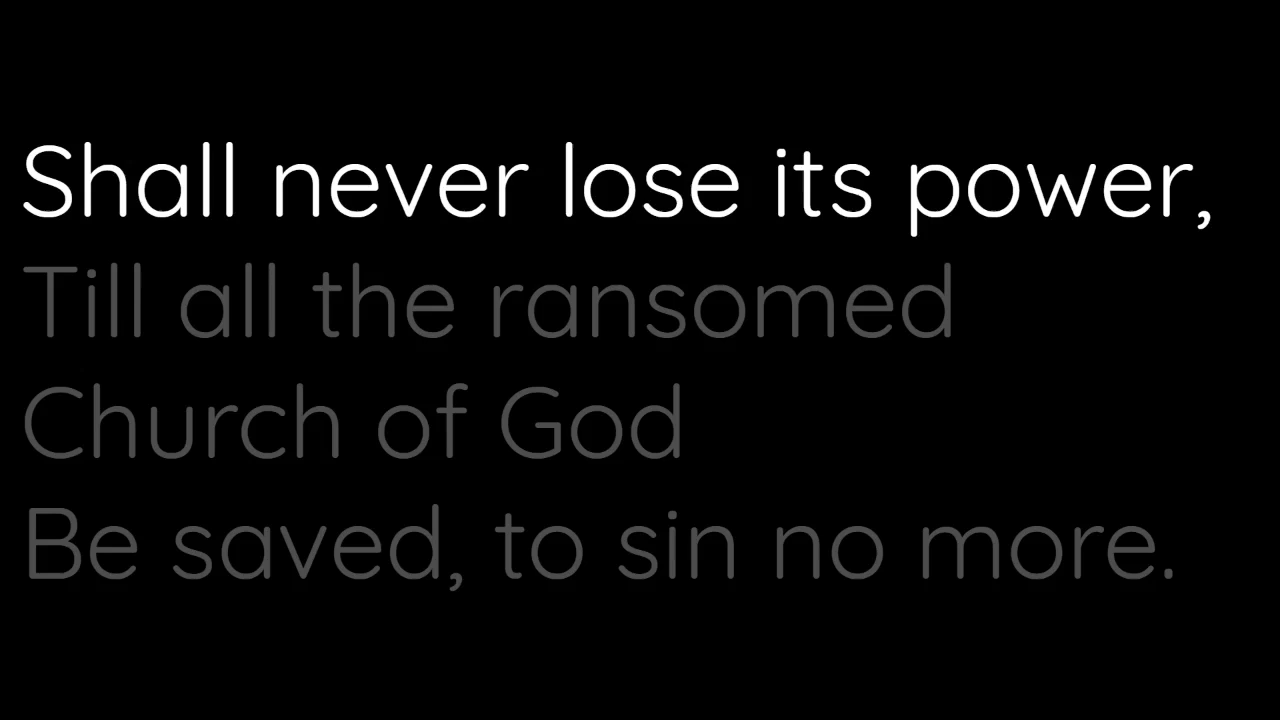 Shall never lose its power,
Till all the ransomed
Church of God
Be saved, to sin no more.